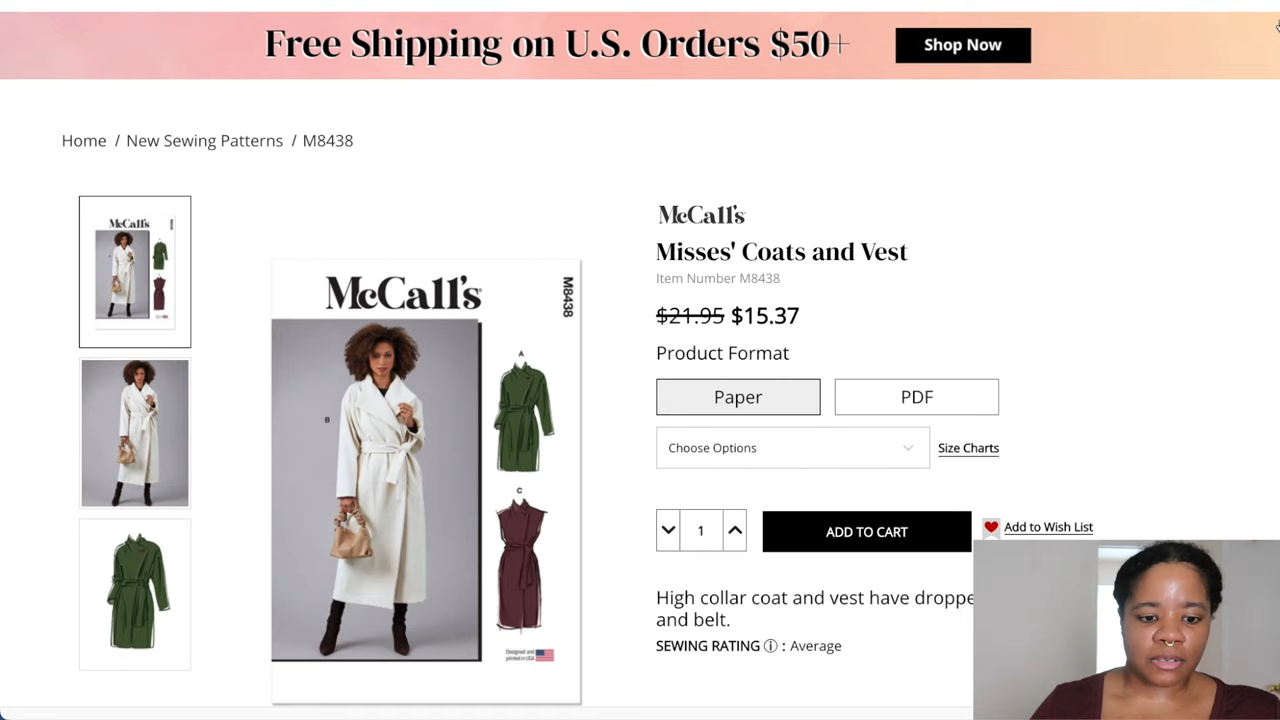 Free Shipping on U.S. Orders $50+
Shop Now
Home / New Sewing Patterns / M8438
McCall's
McCall's
M8438
A
B
C
Designed and
printed in USA
McCall's
Misses' Coats and Vest
Item Number M8438
$21.95 $15.37
Product Format
Paper
PDF
Choose Options
Size Charts
1
ADD TO CART
Add to Wish List
High collar coat and vest have droppe
and belt.
SEWING RATING ⓘ : Average